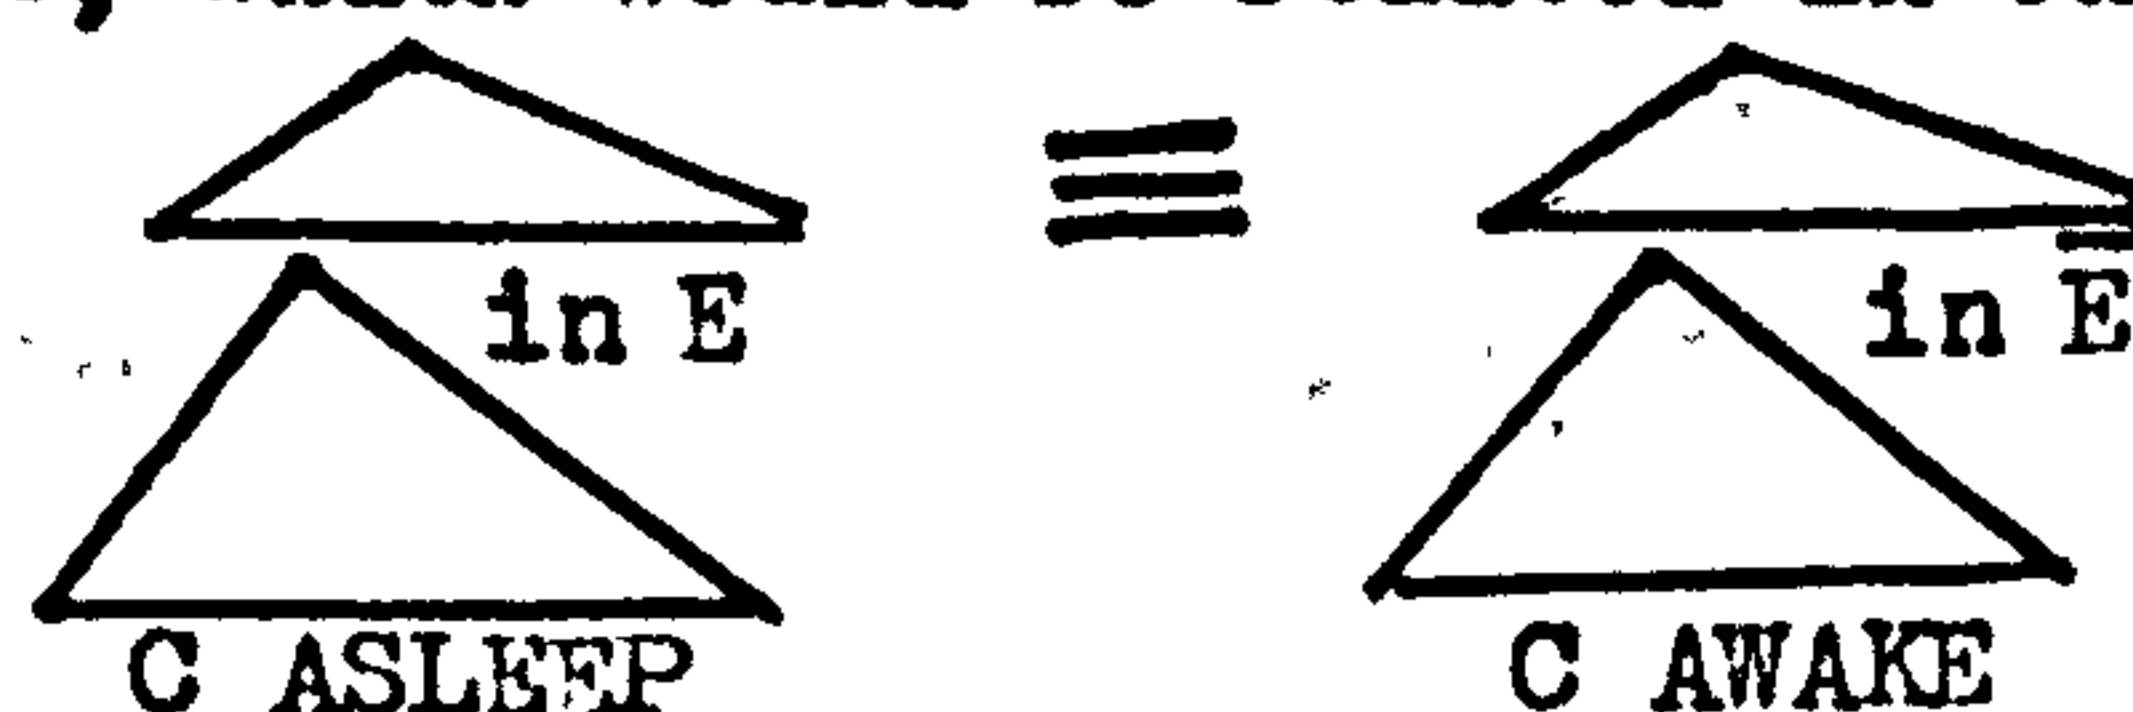 in E ≡ in E̅
C ASLEEP C AWAKE